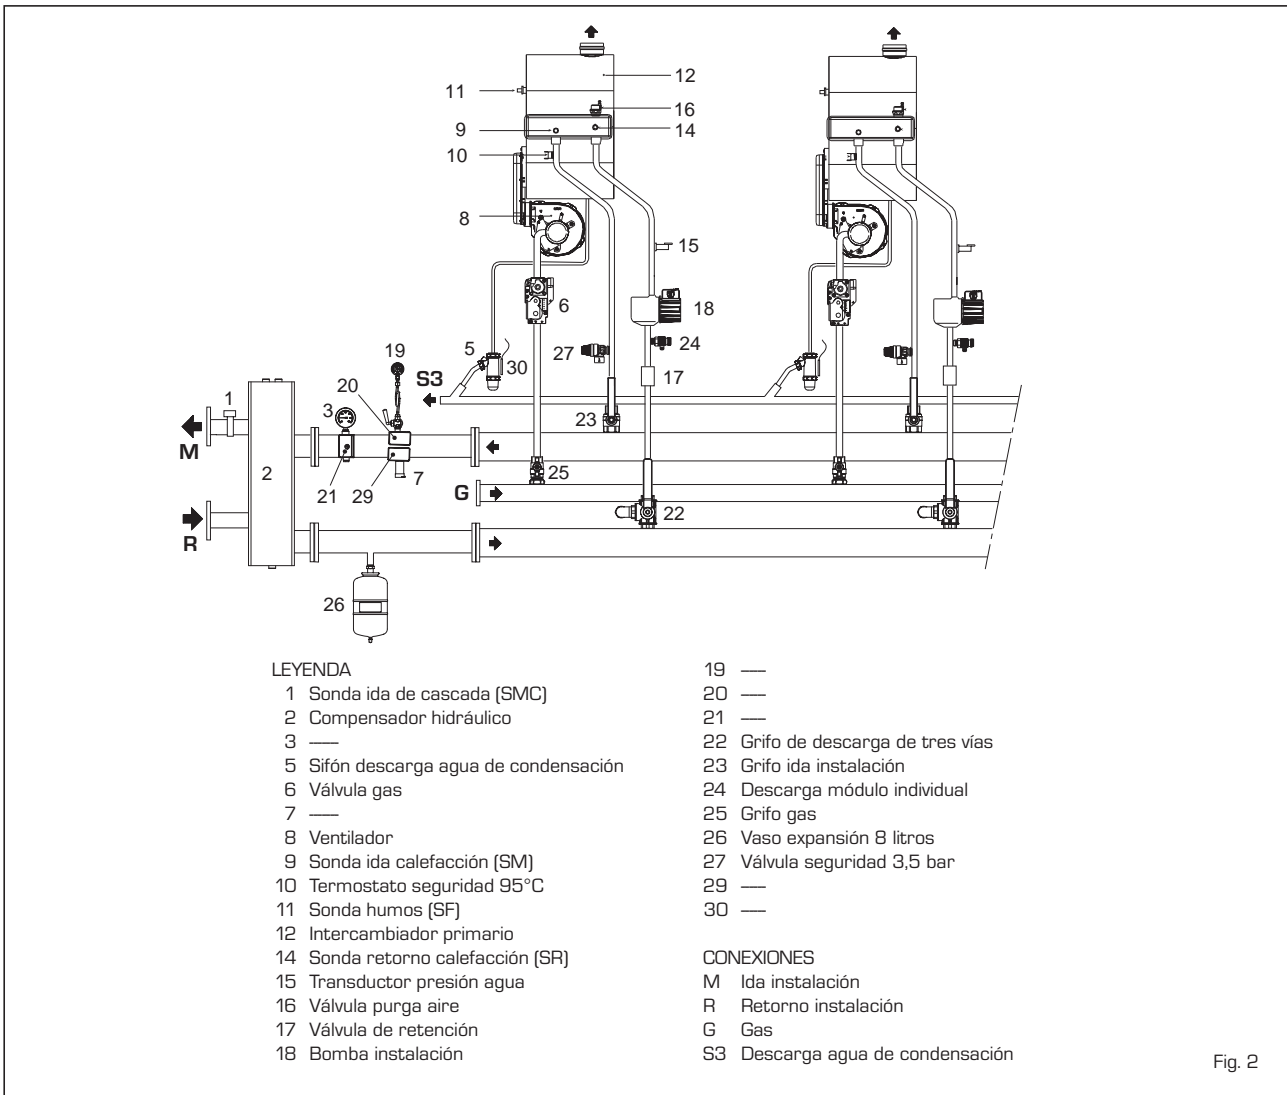 12
11
16
9
14
10
8
15
6
18
19
5
27
24
30
20
S3
17
1
3
23
M
2
21
29
7
25
G
22
R
26
LEYENDA
1 Sonda ida de cascada (SMC)
2 Compensador hidráulico
3 —–
5 Sifón descarga agua de condensación
6 Válvula gas
7 —–
8 Ventilador
9 Sonda ida calefacción (SM)
10 Termostato seguridad 95°C
11 Sonda humos (SF)
12 Intercambiador primario
14 Sonda retorno calefacción (SR)
15 Transductor presión agua
16 Válvula purga aire
17 Válvula de retención
18 Bomba instalación
19 —–
20 —–
21 —–
22 Grifo de descarga de tres vías
23 Grifo ida instalación
24 Descarga módulo individual
25 Grifo gas
26 Vaso expansión 8 litros
27 Válvula seguridad 3,5 bar
29 —–
30 —–
CONEXIONES
M Ida instalación
R Retorno instalación
G Gas
S3 Descarga agua de condensación
Fig. 2